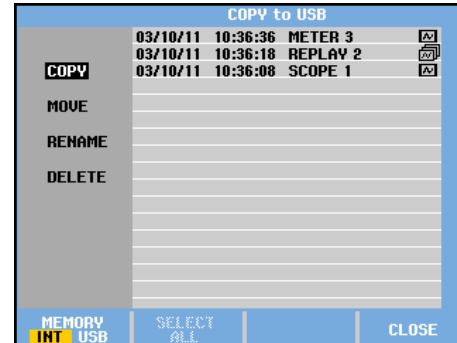 COPY to USB
03/10/11 10:36:36 METER 3
03/10/11 10:36:18 REPLAY 2
COPY 03/10/11 10:36:08 SCOPE 1
MOVE
RENAME
DELETE
MEMORY SELECT
INT USB ALL CLOSE